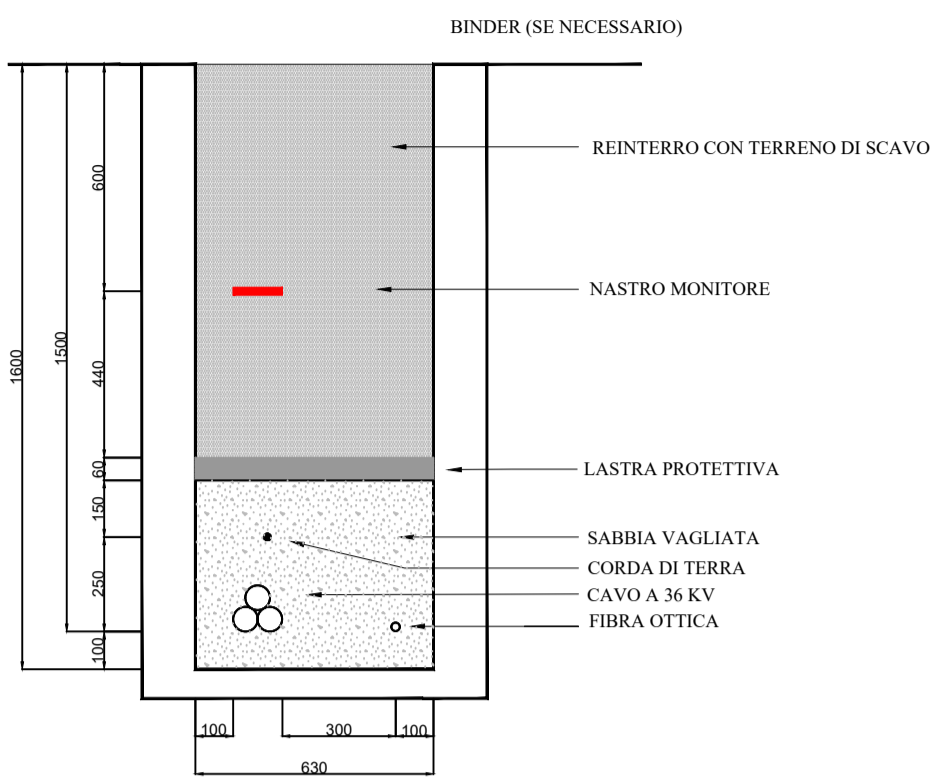 BINDER (SE NECESSARIO)
REINTERRO CON TERRENO DI SCAVO
600
NASTRO MONITORE
1600
1500
440
LASTRA PROTETTIVA
60
150
SABBIA VAGLIATA
CORDA DI TERRA
250
CAVO A 36 KV
FIBRA OTTICA
100
100
300
100
630